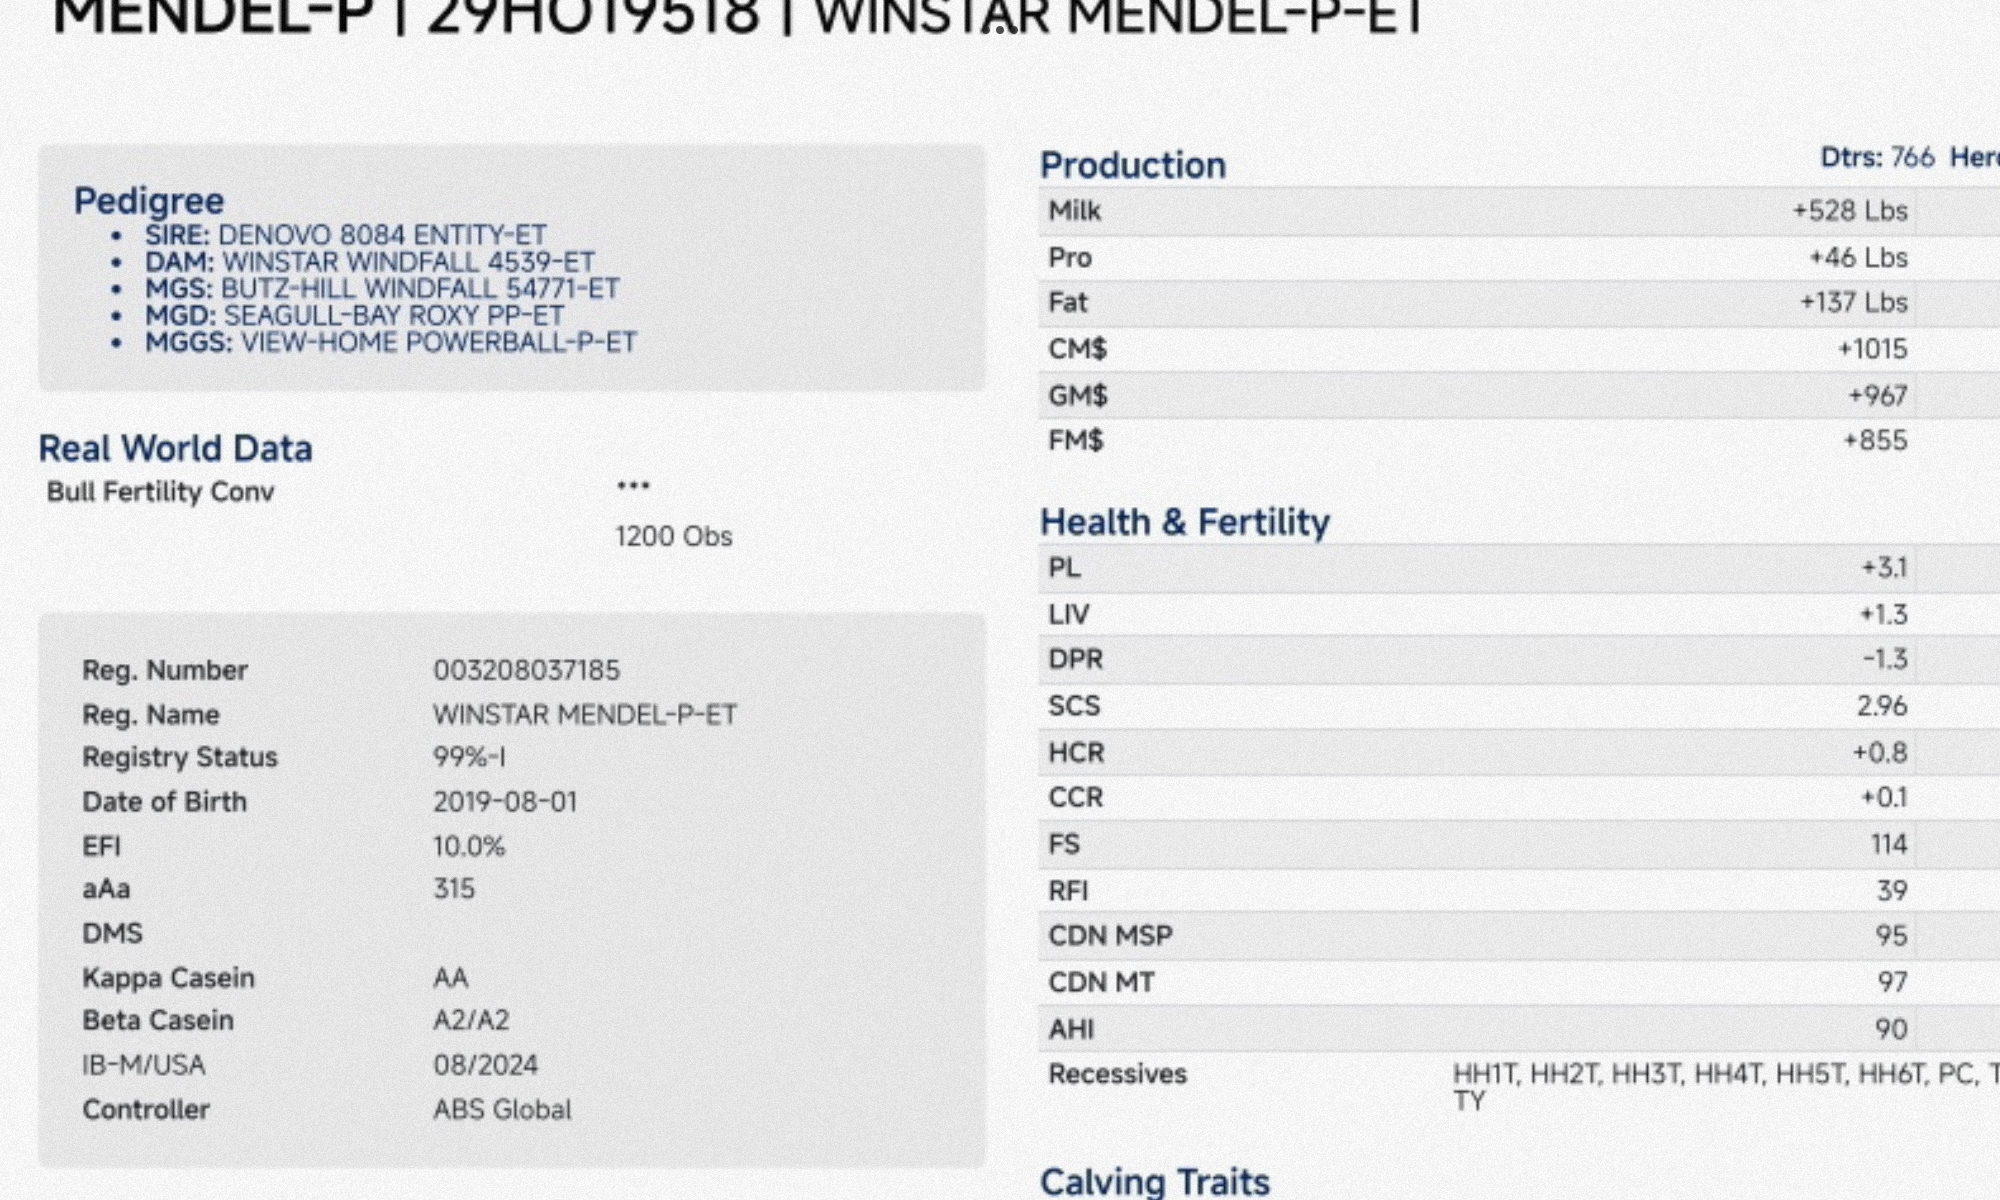 MENDEL-P | 29HO19518 | WINSTAR MENDEL-P-ET
Pedigree
• SIRE: DENOVO 8084 ENTITY-ET
• DAM: WINSTAR WINDFALL 4539-ET
• MGS: BUTZ-HILL WINDFALL 54771-ET
• MGD: SEAGULL-BAY ROXY PP-ET
• MGGS: VIEW-HOME POWERBALL-P-ET
Real World Data
Bull Fertility Conv ...
1200 Obs
Reg. Number 003208037185
Reg. Name WINSTAR MENDEL-P-ET
Registry Status 99%-I
Date of Birth 2019-08-01
EFI 10.0%
aAa 315
DMS
Kappa Casein AA
Beta Casein A2/A2
IB-M/USA 08/2024
Controller ABS Global
Production Dtrs: 766
Milk +528 Lbs
Pro +46 Lbs
Fat +137 Lbs
CM$ +1015
GM$ +967
FM$ +855
Health & Fertility
PL +3.1
LIV +1.3
DPR -1.3
SCS 2.96
HCR +0.8
CCR +0.1
FS 114
RFI 39
CDN MSP 95
CDN MT 97
AHI 90
Recessives HH1T, HH2T, HH3T, HH4T, HH5T, HH6T, PC,
TY
Calving Traits